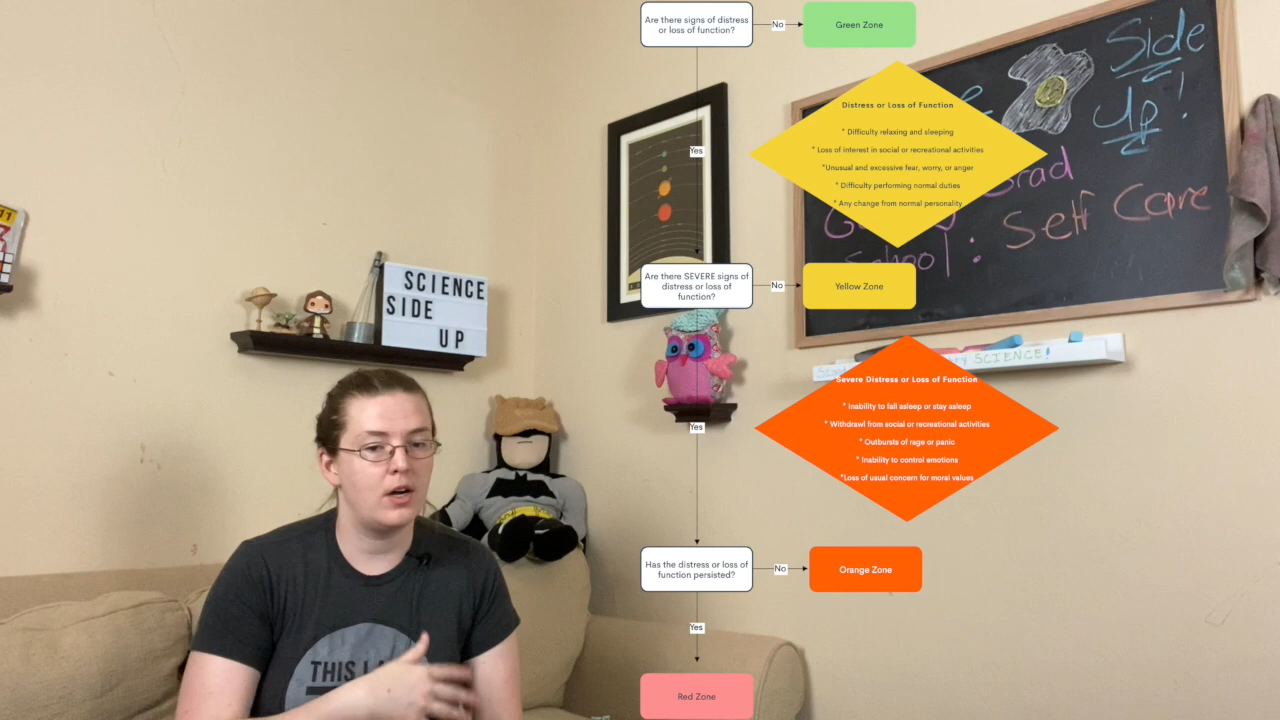 Are there signs of distress
or loss of function?
No
Green Zone
Side
Up!
Distress or Loss of Function
* Difficulty relaxing and sleeping
* Loss of interest in social or recreational activities
*Unusual and excessive fear, worry, or anger
* Difficulty performing normal duties
* Any change from normal personality
Yes
Grad
School: Self Care
Are there SEVERE signs of
distress or loss of
function?
No
Yellow Zone
11
SCIENCE
SIDE
UP
SCIENCE!
Severe Distress or Loss of Function
* Inability to fall asleep or stay asleep
* Withdrawl from social or recreational activities
* Outbursts of rage or panic
* Inability to control emotions
*Loss of usual concern for moral values
Yes
Has the distress or loss of
function persisted?
No
Orange Zone
Yes
THIS
Red Zone